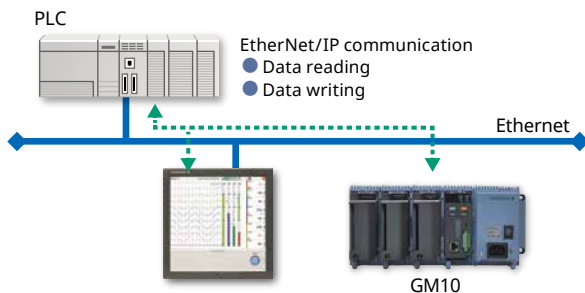 PLC
EtherNet/IP communication
Data reading
Data writing
Ethernet
GM10